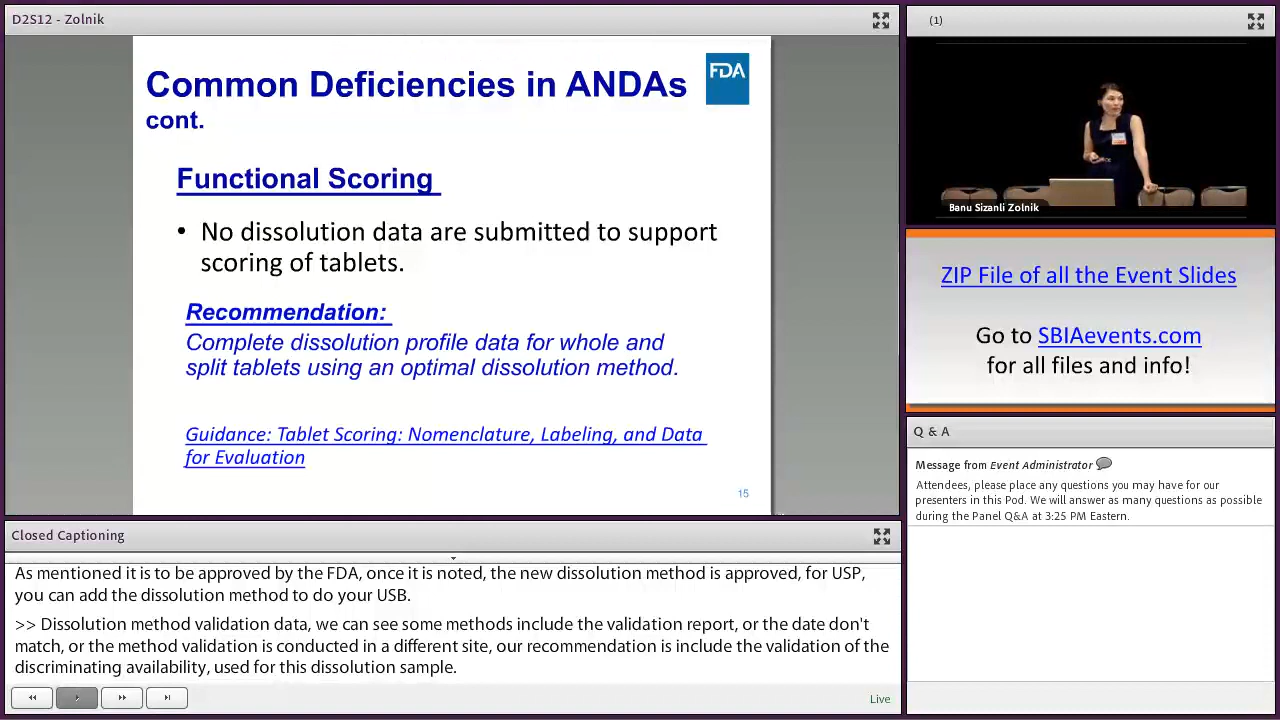 D2S12 - Zolnik
Common Deficiencies in ANDAs
cont.
FDA
Functional Scoring
• No dissolution data are submitted to support
scoring of tablets.
Recommendation:
Complete dissolution profile data for whole and
split tablets using an optimal dissolution method.
Guidance: Tablet Scoring: Nomenclature, Labeling, and Data
for Evaluation
15
Closed Captioning
As mentioned it is to be approved by the FDA, once it is noted, the new dissolution method is approved, for USP,
you can add the dissolution method to do your USB.
>> Dissolution method validation data, we can see some methods include the validation report, or the date don't
match, or the method validation is conducted in a different site, our recommendation is include the validation of the
discriminating availability, used for this dissolution sample.
Live
(1)
Banu Sizanli Zolnik
ZIP File of all the Event Slides
Go to SBIAevents.com
for all files and info!
Q & A
Message from Event Administrator
Attendees, please place any questions you may have for our
presenters in this Pod. We will answer as many questions as possible
during the Panel Q&A at 3:25 PM Eastern.